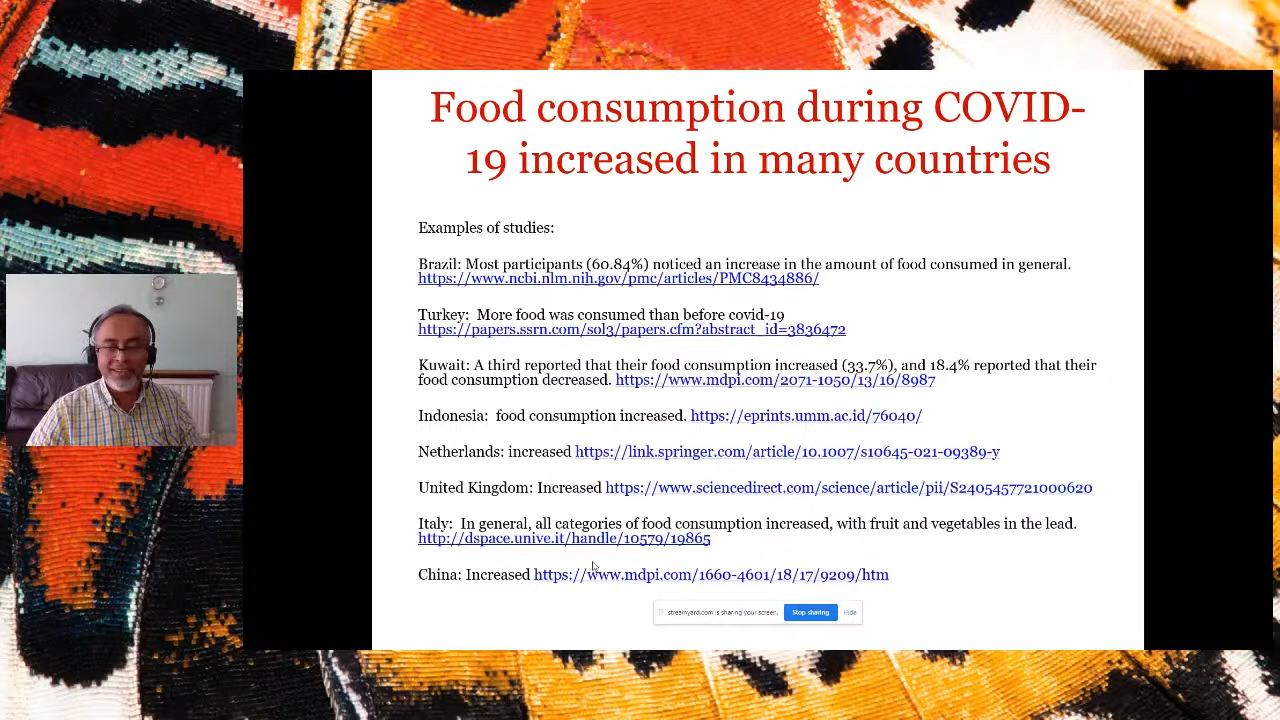 Food consumption during COVID-
19 increased in many countries
Examples of studies:
Brazil: Most participants (60.84%) noticed an increase in the amount of food consumed in general.
https://www.ncbi.nlm.nih.gov/pmc/articles/PMC8434886/
Turkey: More food was consumed than before covid-19
https://papers.ssrn.com/sol3/papers.cfm?abstract_id=3836472
Kuwait: A third reported that their food consumption increased (33.7%), and 18.4% reported that their
food consumption decreased. https://www.mdpi.com/2071-1050/13/16/8987
Indonesia: food consumption increased. https://eprints.umm.ac.id/76040/
Netherlands: increased https://link.springer.com/article/10.1007/s10645-021-09389-y
United Kingdom: Increased https://www.sciencedirect.com/science/article/pii/S2405457721000620
Italy: In general, all categories of food consumption increased, with fruit and vegetables in the lead.
http://dspace.unive.it/handle/10579/19865
China: Increased https://www.mdpi.com/1660-4601/18/17/9209/htm
streamyard.com is sharing your screen. Stop sharing Hide